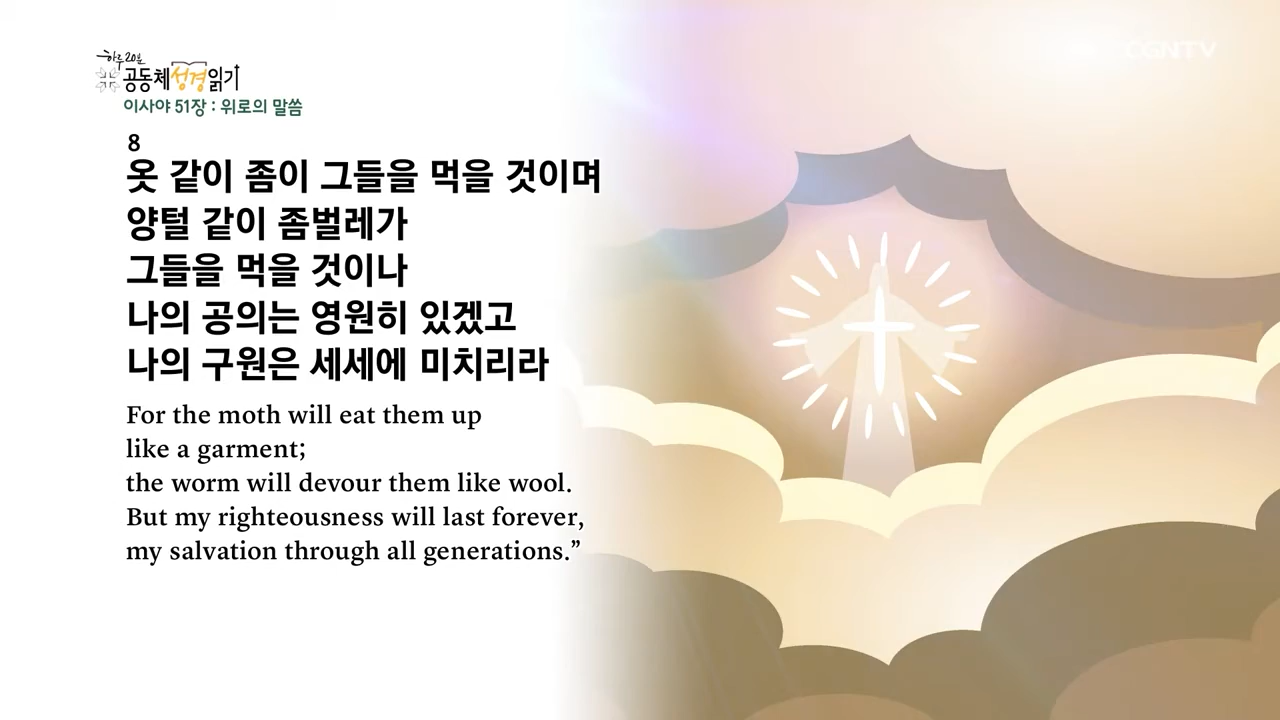 하루 20분
공동체성경읽기
CGNTV
이사야 51장 : 위로의 말씀
8
옷 같이 좀이 그들을 먹을 것이며
양털 같이 좀벌레가
그들을 먹을 것이나
나의 공의는 영원히 있겠고
나의 구원은 세세에 미치리라
For the moth will eat them up
like a garment;
the worm will devour them like wool.
But my righteousness will last forever,
my salvation through all generations.”